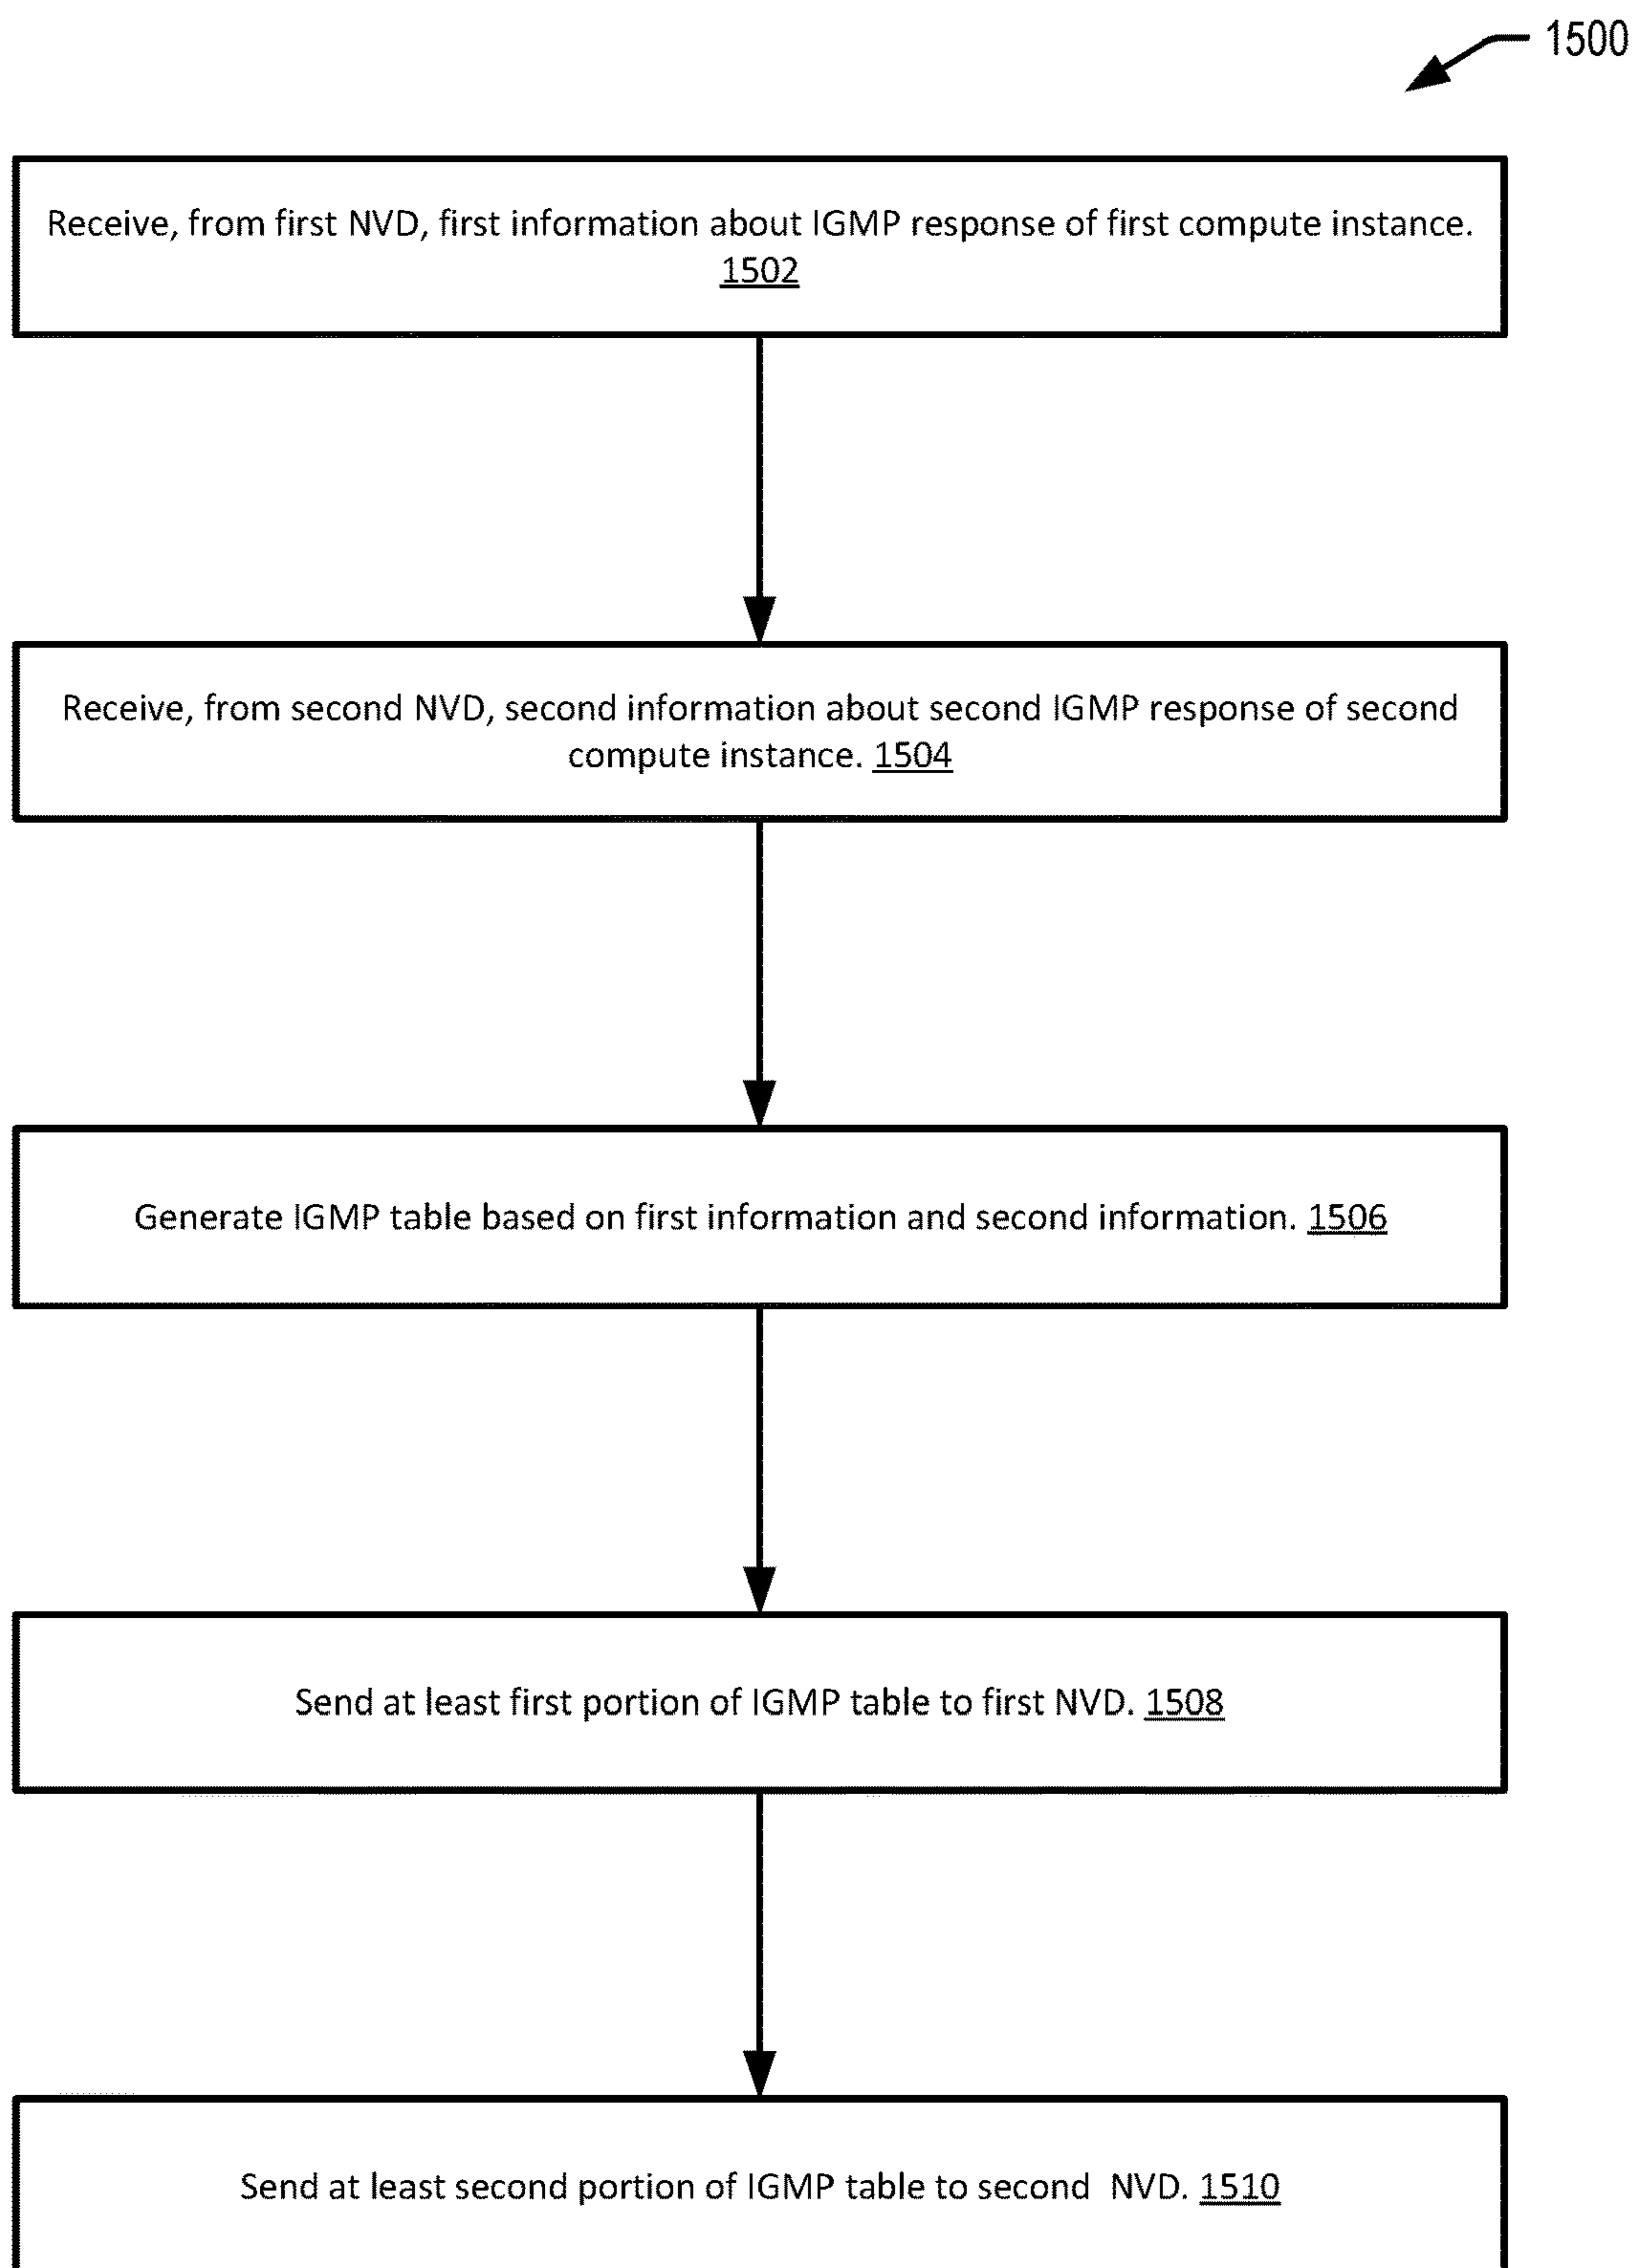 1500
Receive, from first NVD, first information about IGMP response of first compute instance.
1502
Receive, from second NVD, second information about second IGMP response of second
compute instance. 1504
Generate IGMP table based on first information and second information. 1506
Send at least first portion of IGMP table to first NVD. 1508
Send at least second portion of IGMP table to second NVD. 1510